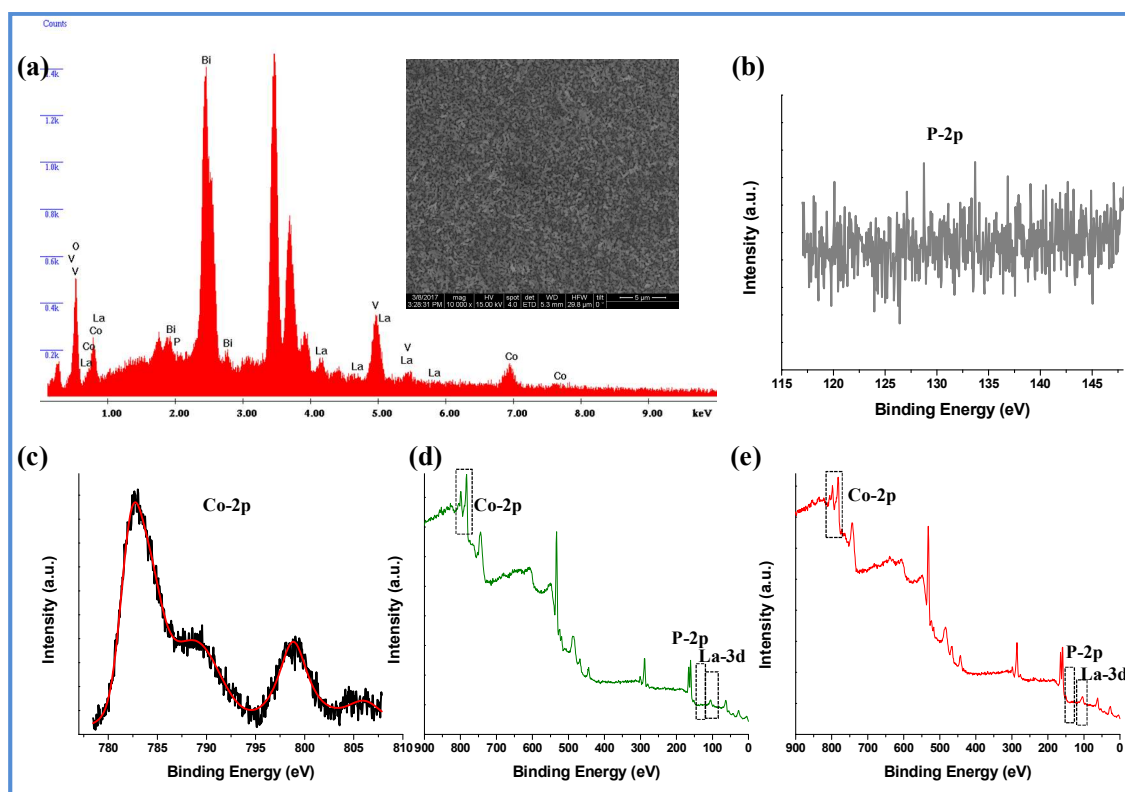 Counts
(a)
1.4k
1.2k
1.0k
0.8k
0.6k
0.4k
0.2k
Bi
O
V
V
La
Co
Co
La
Bi
P
Bi
La
La
V
La
V
La
La
Co
Co
1.00 2.00 3.00 4.00 5.00 6.00 7.00 8.00 9.00 keV
3/8/2017 mag HV spot det WD HFW tilt 5 µm
3:28:31 PM 10 000 x 15.00 kV 4.0 ETD 5.3 mm 29.8 µm 0 °
(b)
P-2p
Intensity (a.u.)
115 120 125 130 135 140 145
Binding Energy (eV)
(c)
Co-2p
Intensity (a.u.)
780 785 790 795 800 805 810
Binding Energy (eV)
(d)
Co-2p
P-2p
La-3d
Intensity (a.u.)
900 800 700 600 500 400 300 200 100 0
Binding Energy (eV)
(e)
Co-2p
P-2p
La-3d
Intensity (a.u.)
900 800 700 600 500 400 300 200 100 0
Binding Energy (eV)